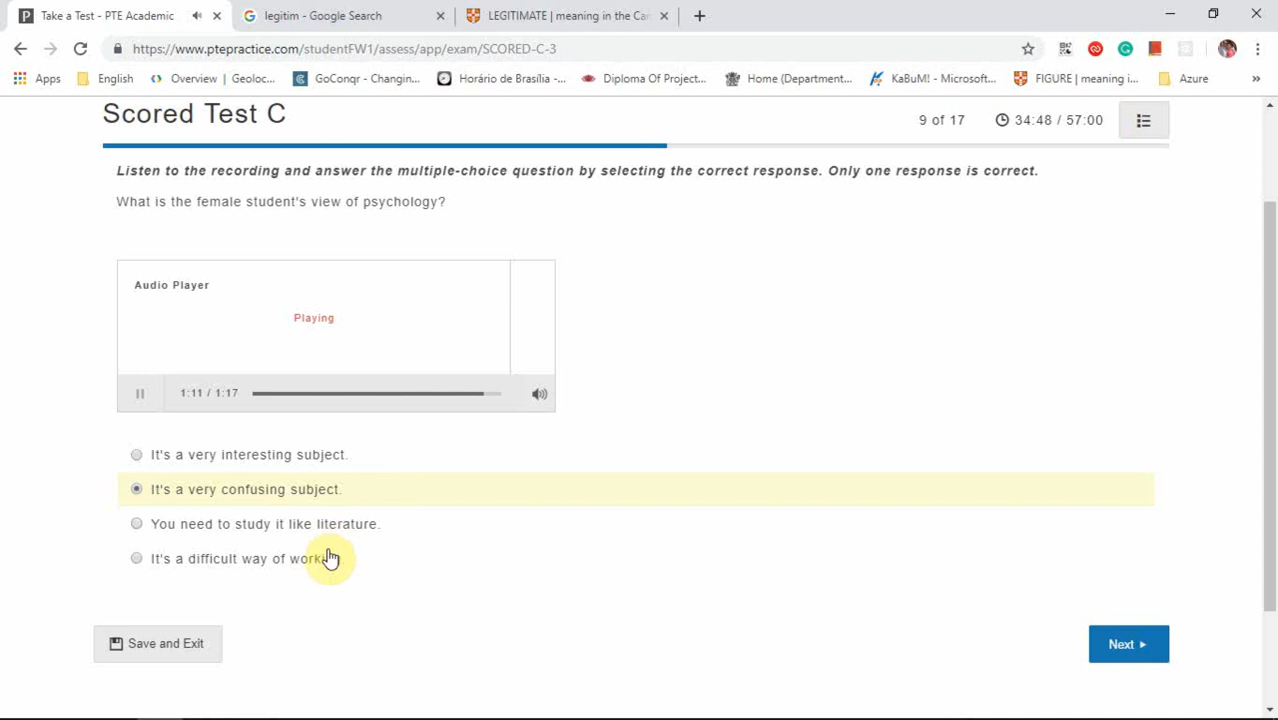 Take a Test - PTE Academic
legitim - Google Search
LEGITIMATE | meaning in the Ca
https://www.ptepractice.com/studentFW1/assess/app/exam/SCORED-C-3
Apps
English
Overview | Geoloc...
GoConqr - Changin...
Horário de Brasília -...
Diploma Of Project...
Home (Department...
KaBuM! - Microsoft...
FIGURE | meaning i...
Azure
Scored Test C
9 of 17
34:48 / 57:00
Listen to the recording and answer the multiple-choice question by selecting the correct response. Only one response is correct.
What is the female student's view of psychology?
Audio Player
Playing
1:11 / 1:17
It's a very interesting subject.
It's a very confusing subject.
You need to study it like literature.
It's a difficult way of
Save and Exit
Next